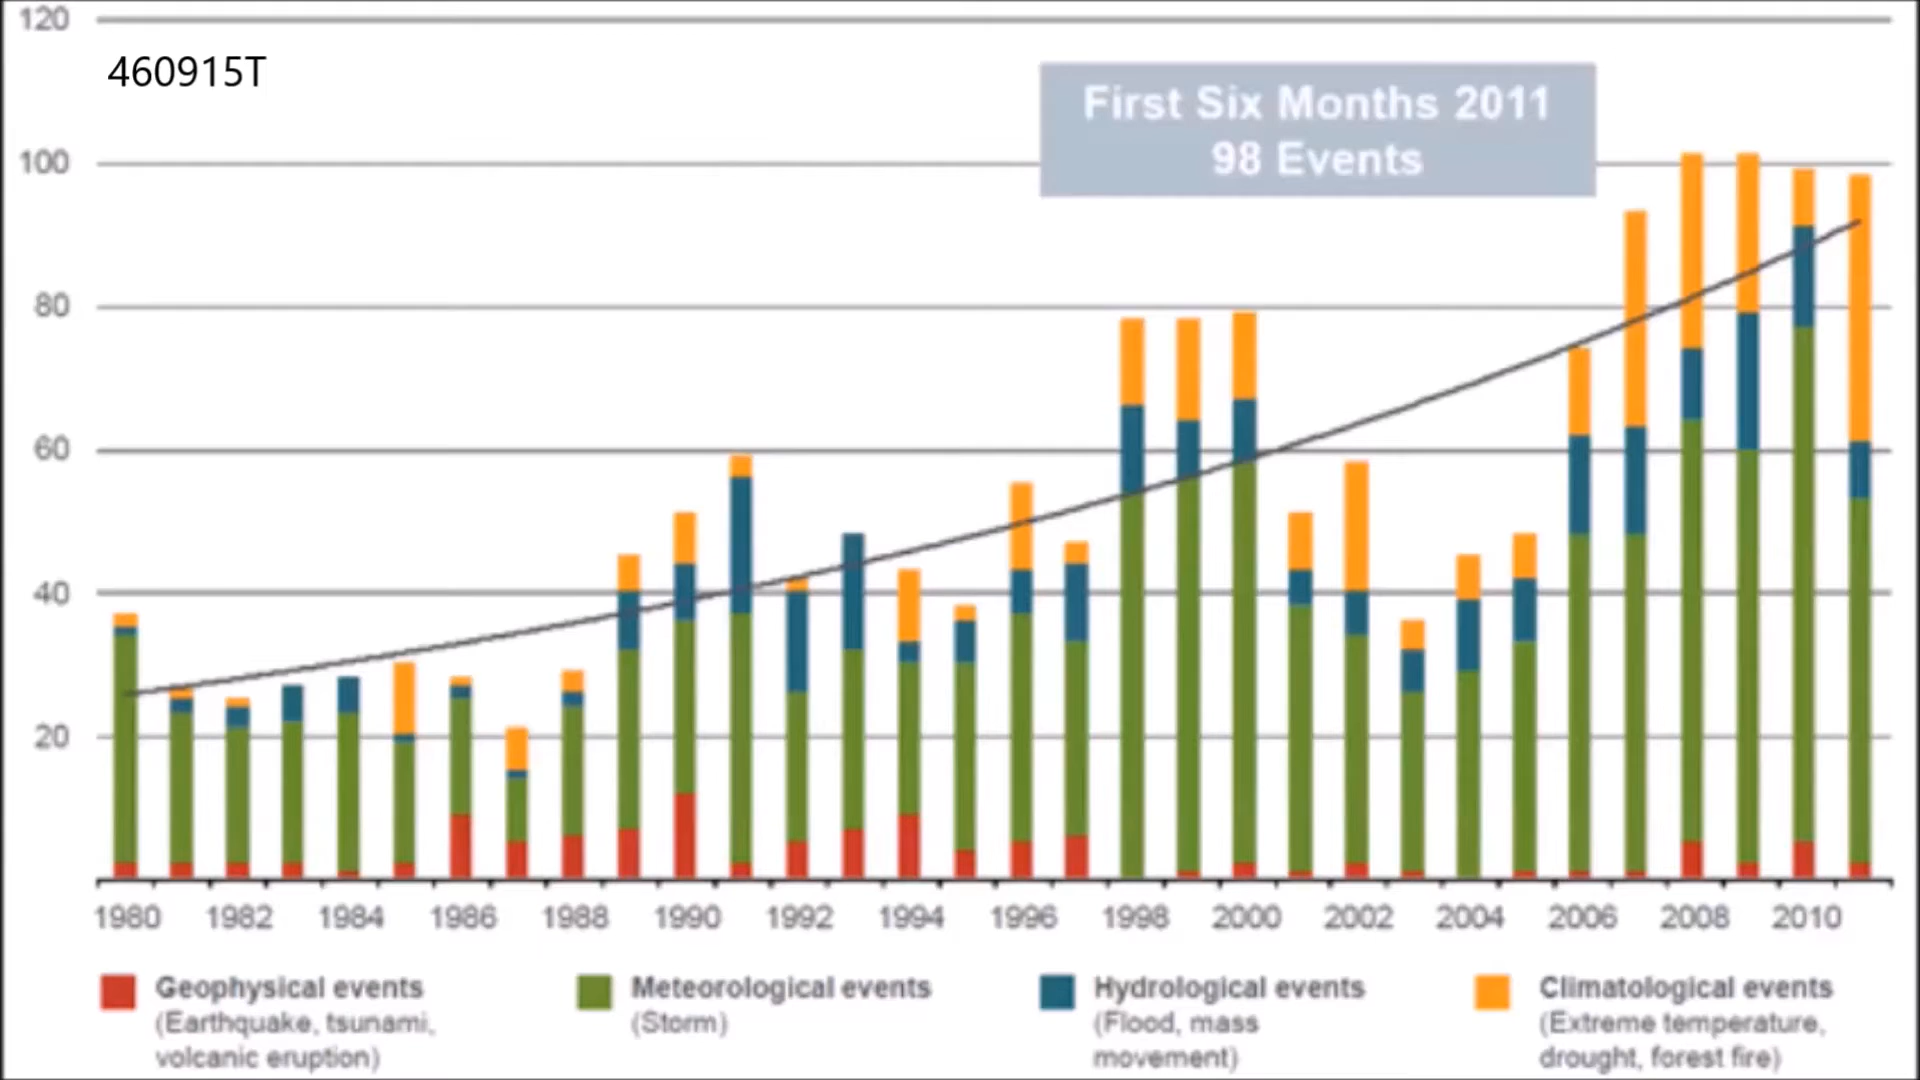 120
460915T
First Six Months 2011
98 Events
100
80
60
40
20
1980 1982 1984 1986 1988 1990 1992 1994 1996 1998 2000 2002 2004 2006 2008 2010
Geophysical events
(Earthquake, tsunami,
volcanic eruption)
Meteorological events
(Storm)
Hydrological events
(Flood, mass
movement)
Climatological events
(Extreme temperature,
drought, forest fire)